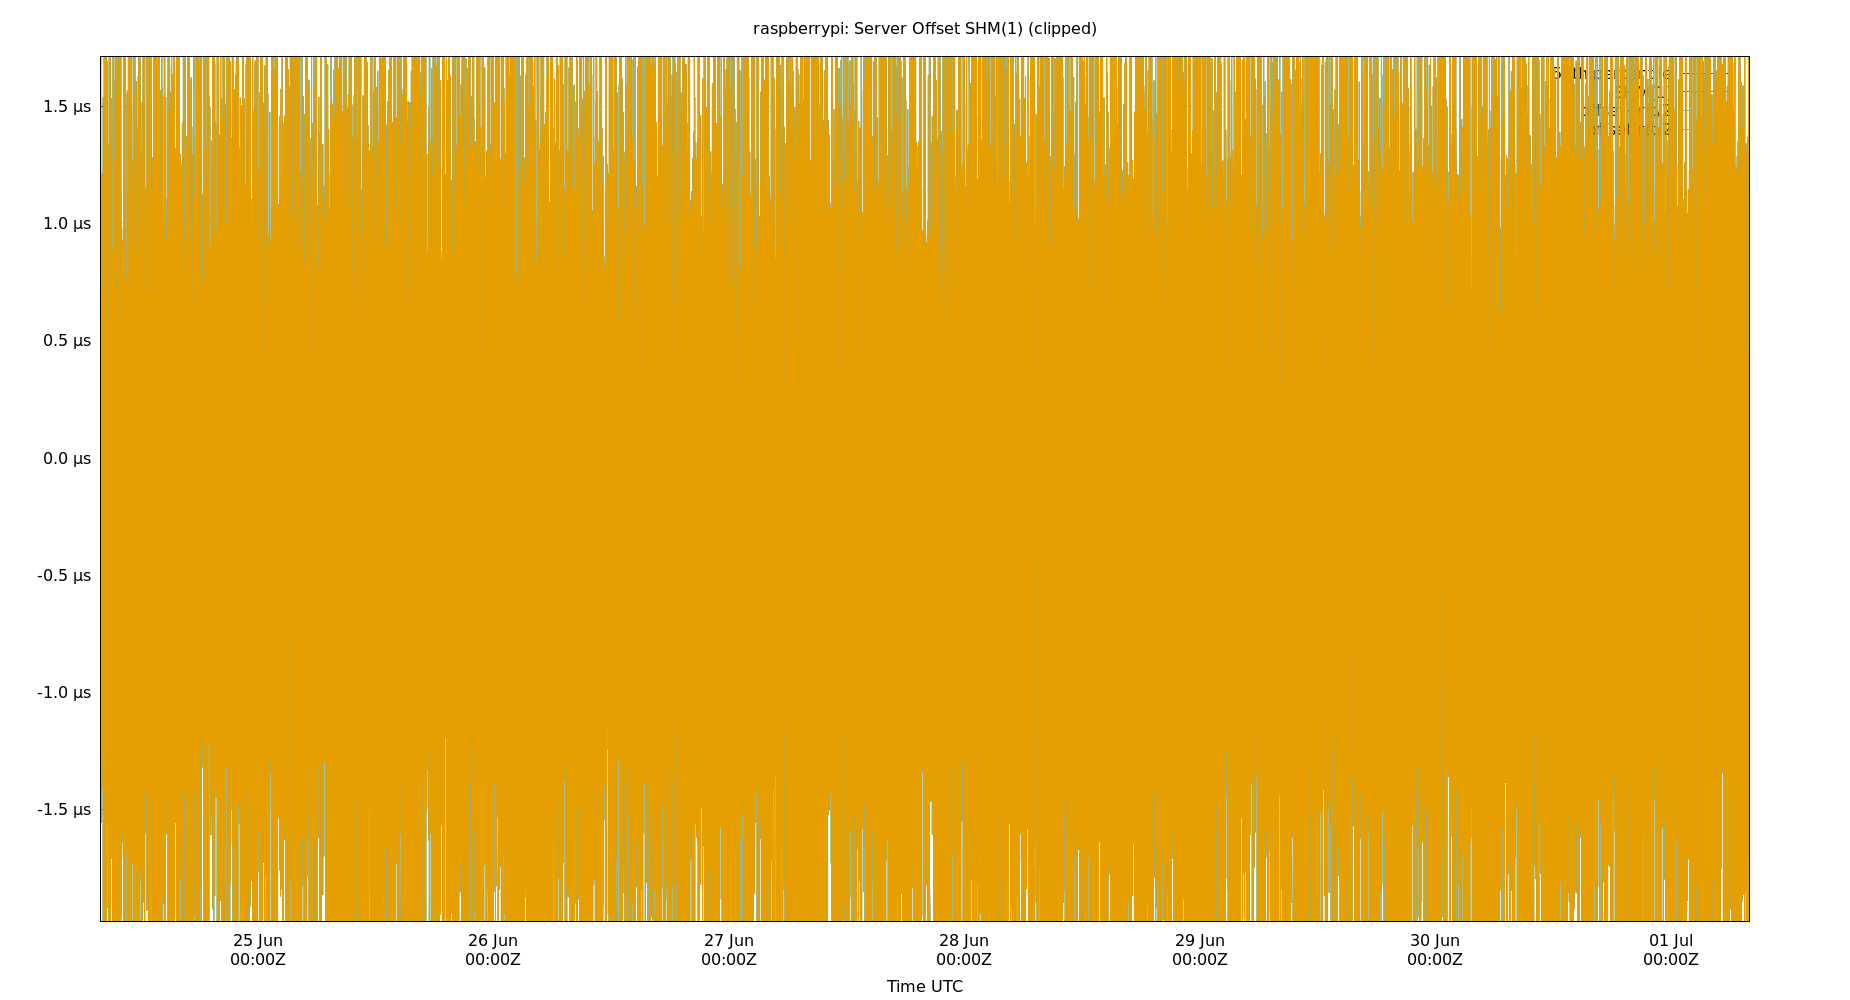 raspberrypi: Server Offset SHM(1) (clipped)
1.5 µs
1.0 µs
0.5 µs
0.0 µs
-0.5 µs
-1.0 µs
-1.5 µs
25 Jun 26 Jun 27 Jun 28 Jun 29 Jun 30 Jun 01 Jul
00:00Z 00:00Z 00:00Z 00:00Z 00:00Z 00:00Z 00:00Z
Time UTC